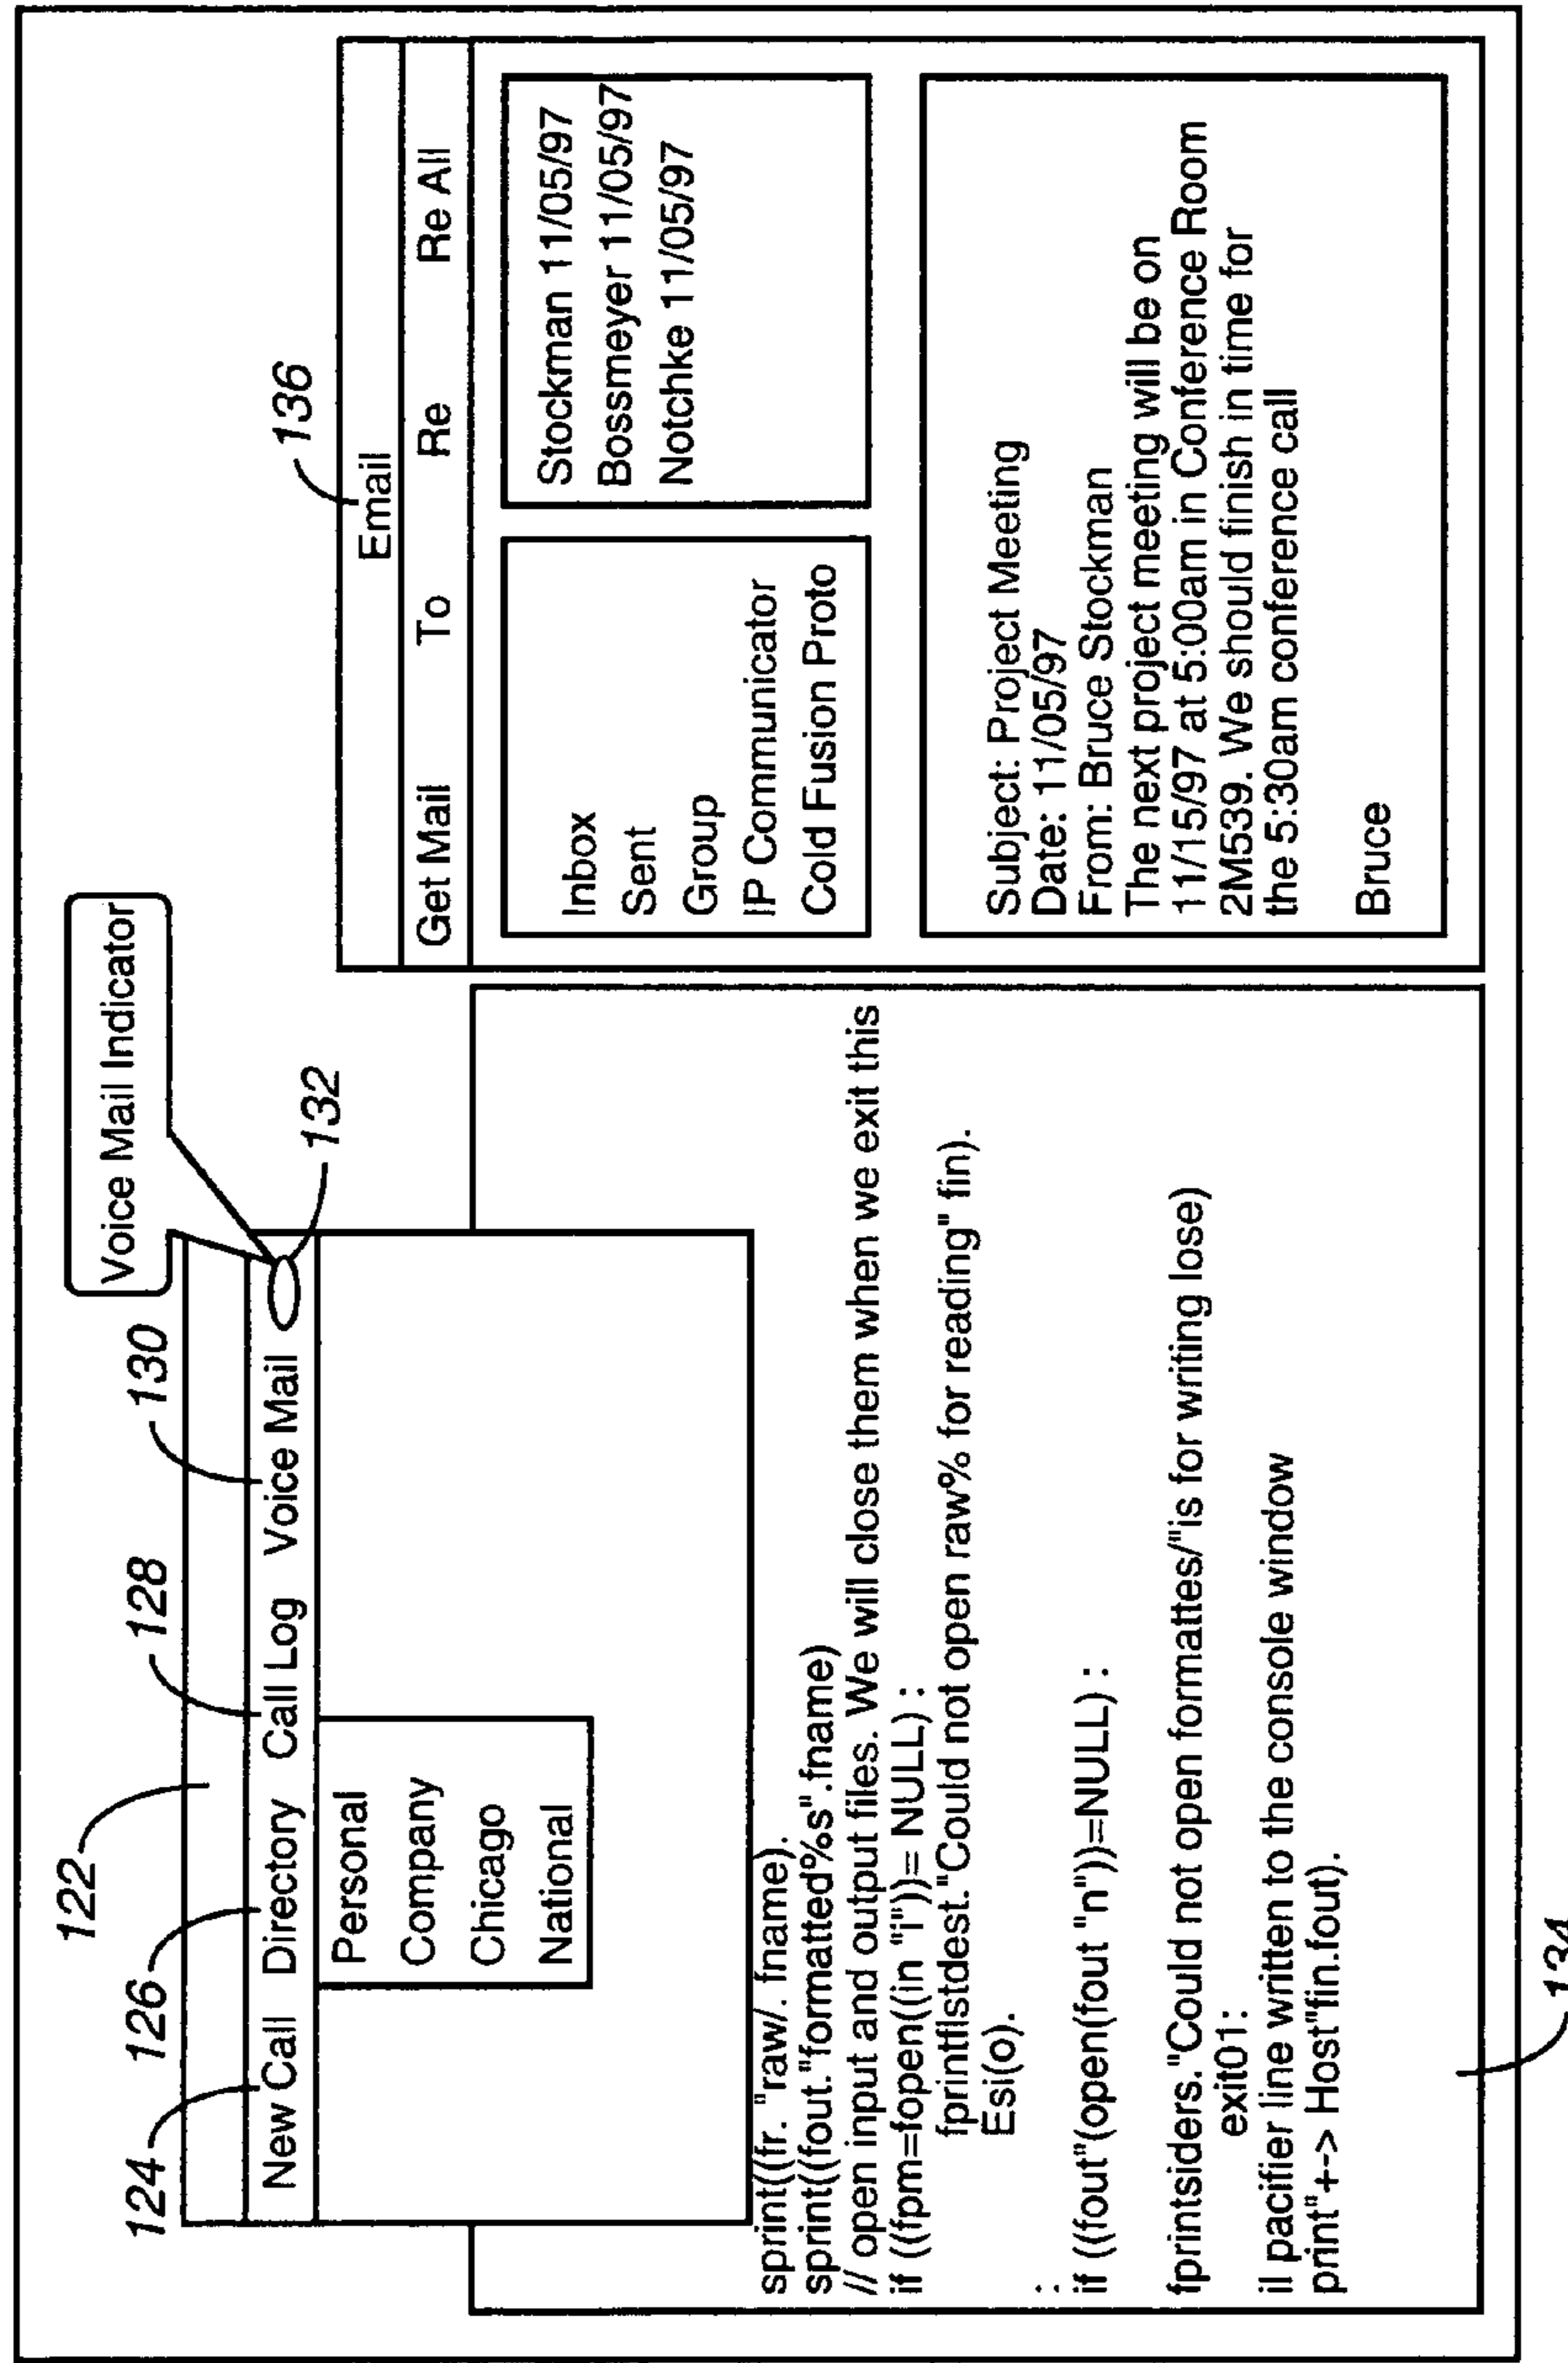 Voice Mail Indicator
122
124
126
128
130
132
New Call Directory Call Log Voice Mail
Personal
Company
Chicago
National
sprint((fr. "raw/. fname).
sprint((fout."formatted%s".fname)
// open input and output files. We will close them when we exit this
if ((fpm=fopen((in "i"))= NULL) :
fprintflstdest."Could not open raw% for reading" fin).
Esi(o).
:
if ((fout"(open(fout "n"))=NULL) :
fprintsiders."Could not open formattes/"is for writing lose)
exit01:
il pacifier line written to the console window
print"+-> Host"fin.fout).
134
136
Email
Get Mail To Re Re All
Inbox
Sent
Group
IP Communicator
Cold Fusion Proto
Stockman 11/05/97
Bossmeyer 11/05/97
Notchke 11/05/97
Subject: Project Meeting
Date: 11/05/97
From: Bruce Stockman
The next project meeting will be on
11/15/97 at 5:00am in Conference Room
2M539. We should finish in time for
the 5:30am conference call
Bruce